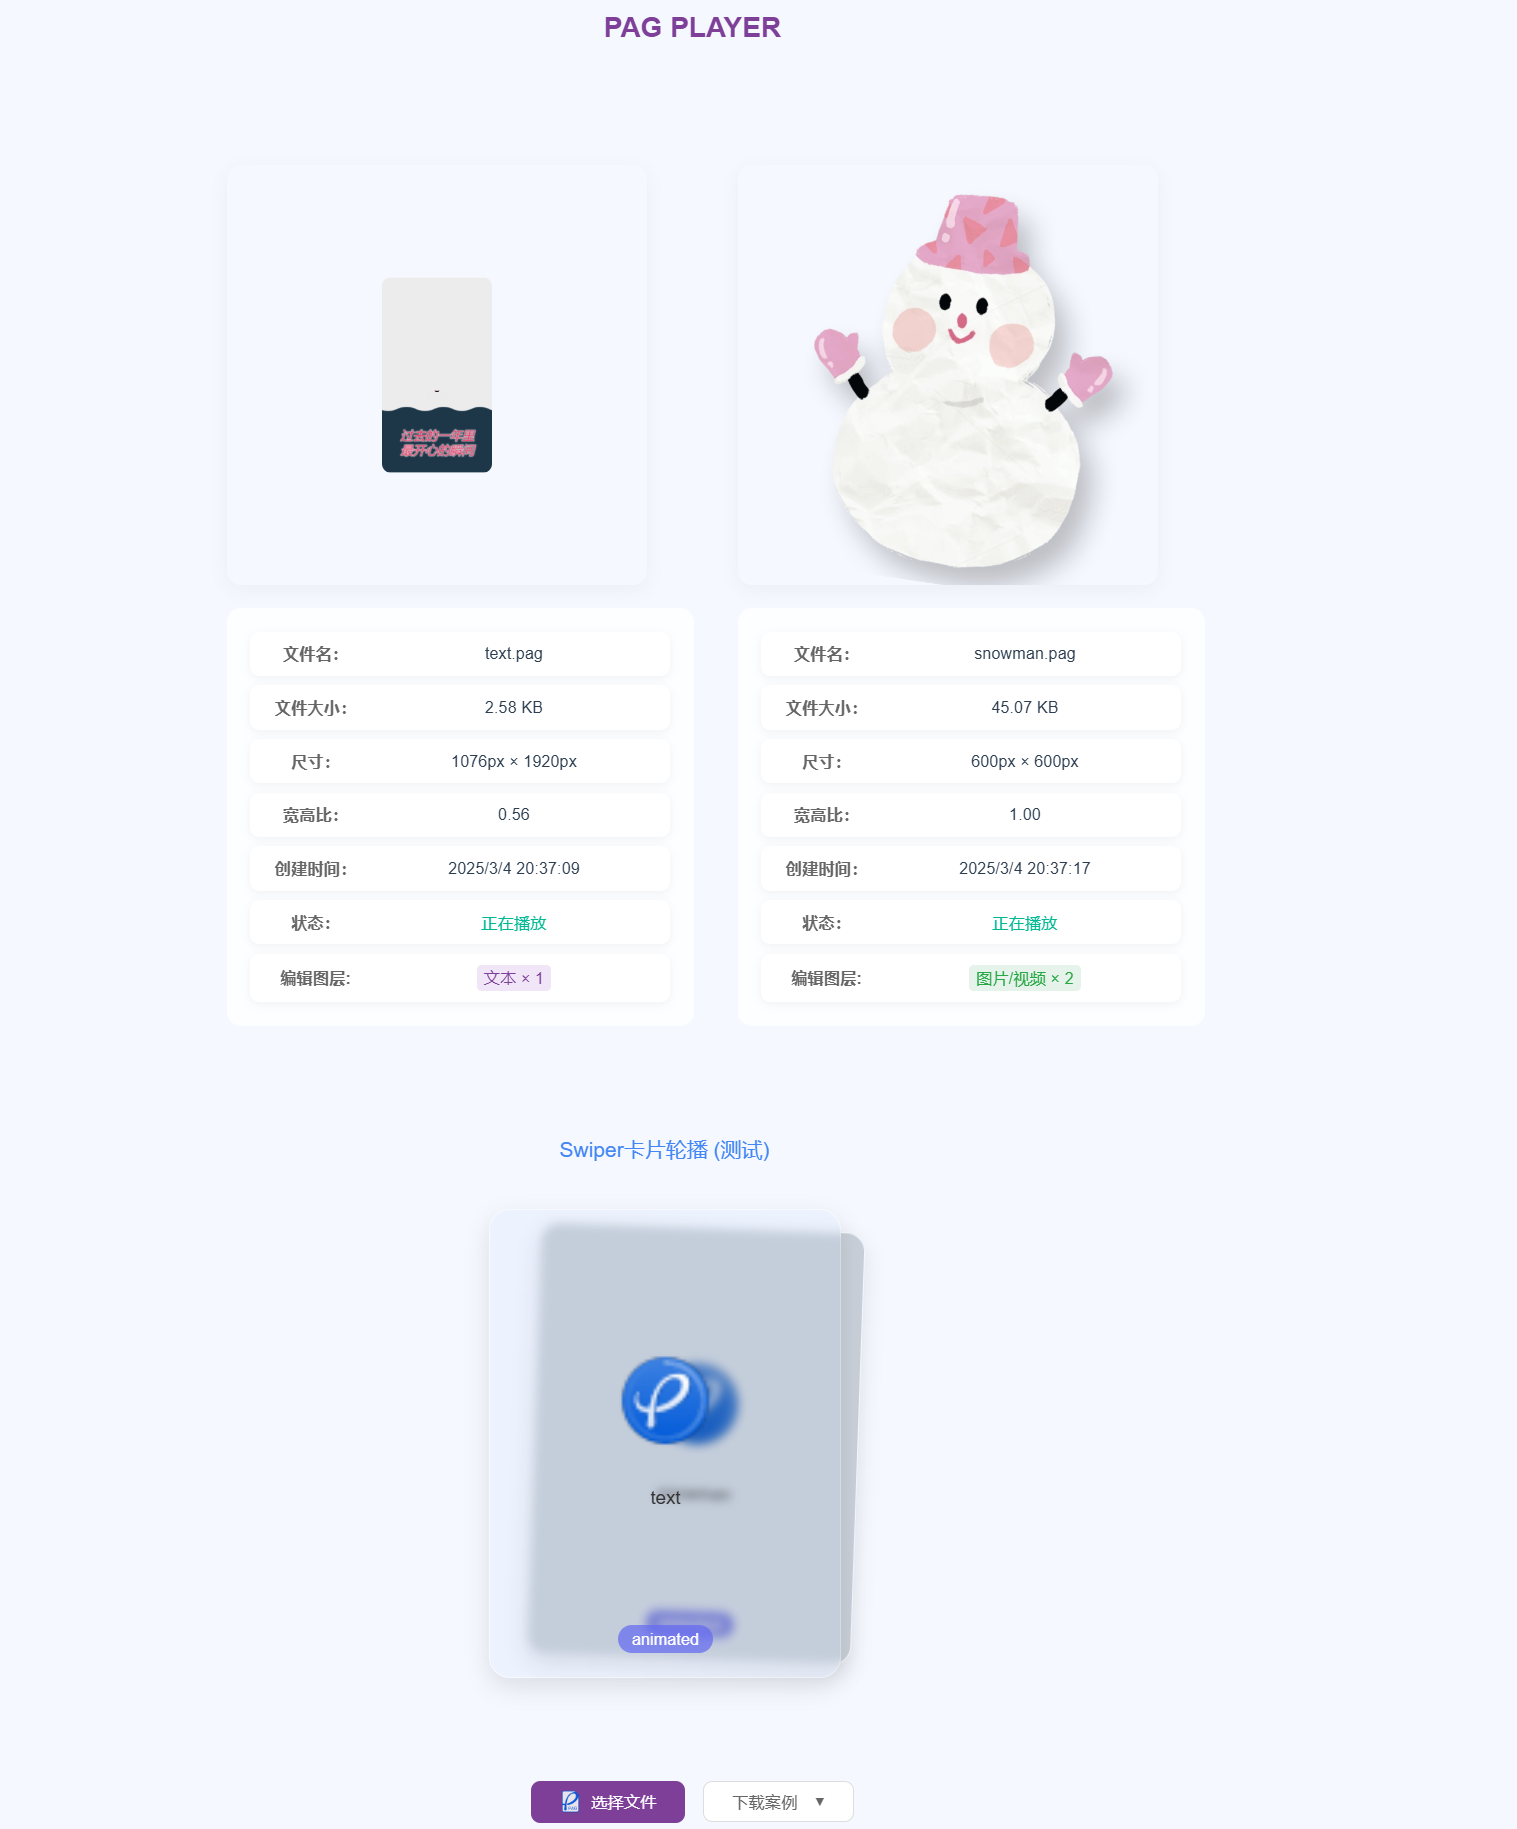 PAG PLAYER
过去的一年里
最开心的瞬间
文件名： text.pag
文件大小： 2.58 KB
尺寸： 1076px × 1920px
宽高比： 0.56
创建时间： 2025/3/4 20:37:09
状态： 正在播放
编辑图层: 文本 × 1
文件名： snowman.pag
文件大小： 45.07 KB
尺寸： 600px × 600px
宽高比： 1.00
创建时间： 2025/3/4 20:37:17
状态： 正在播放
编辑图层: 图片/视频 × 2
Swiper卡片轮播 (测试)
text
animated
选择文件
下载案例 ▼